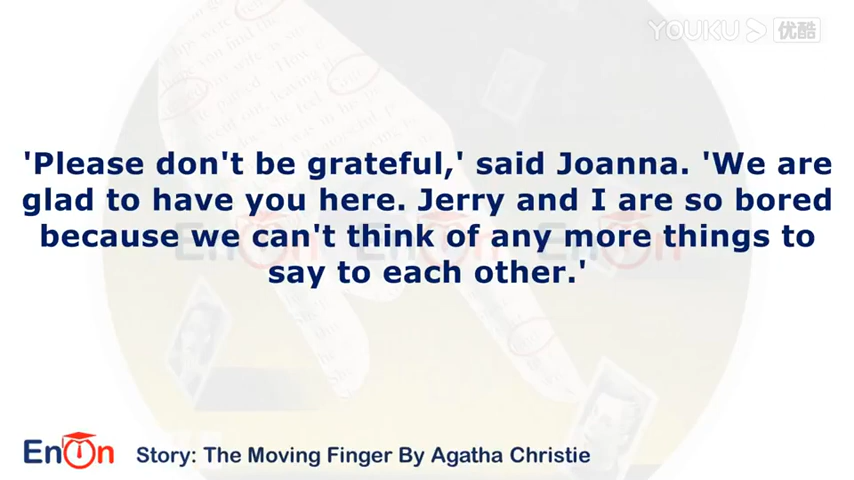 YOUKU 优酷
'Please don't be grateful,' said Joanna. 'We are
glad to have you here. Jerry and I are so bored
because we can't think of any more things to
say to each other.'
EnOn
Story: The Moving Finger By Agatha Christie